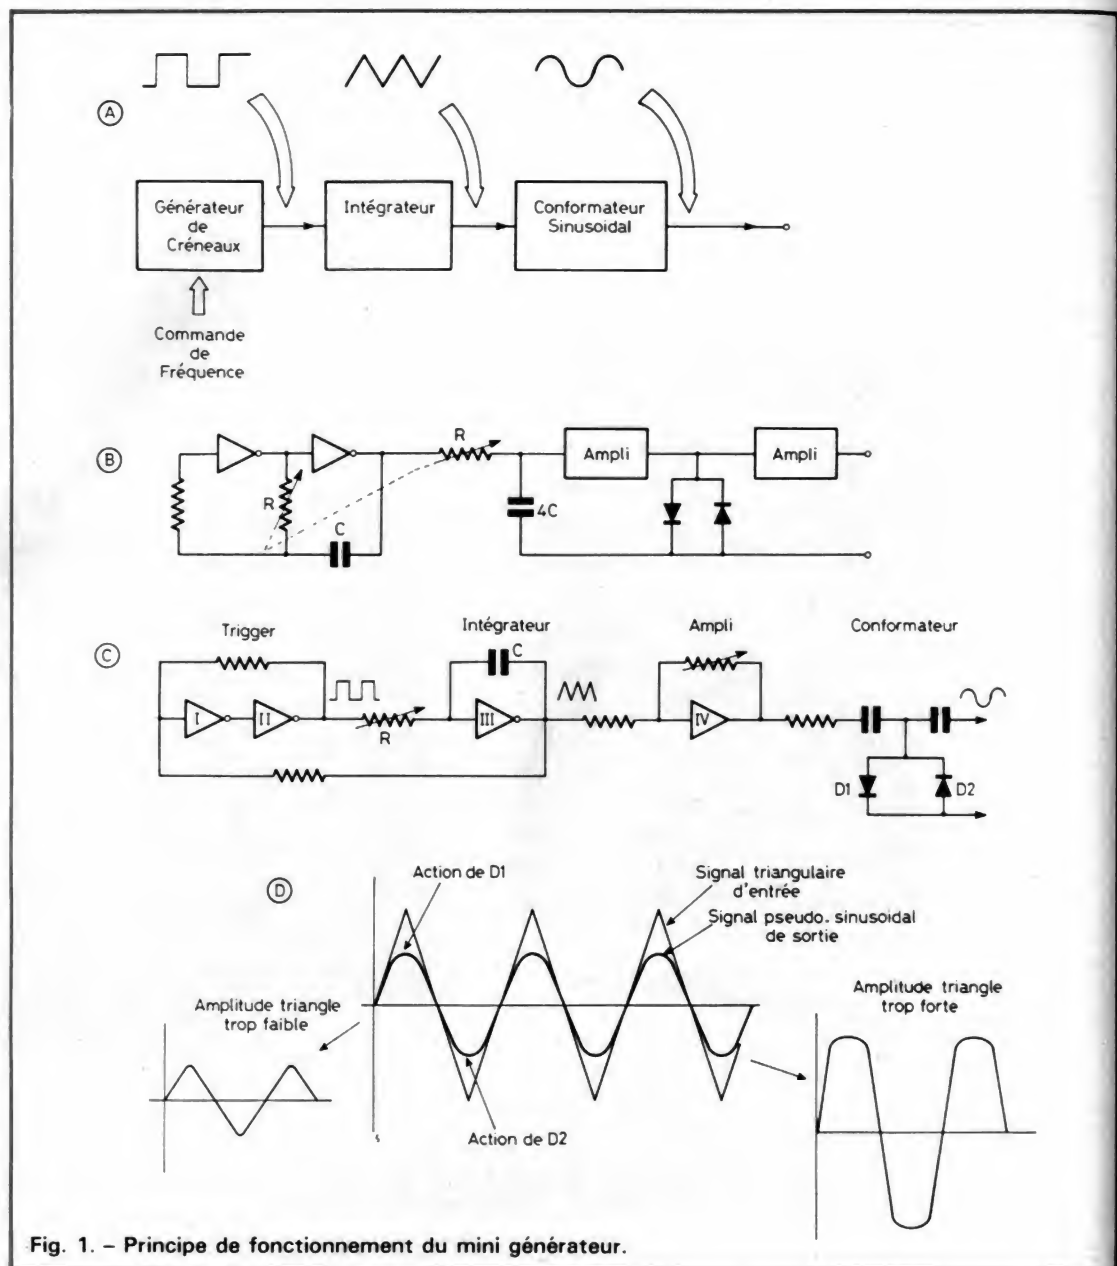 A
Générateur
de
Créneaux
Intégrateur
Conformateur
Sinusoidal
Commande
de
Fréquence
B
R
R
C
4C
Ampli
Ampli
C
Trigger
Intégrateur
Ampli
Conformateur
C
I
II
R
III
IV
D1
D2
D
Action de D1
Signal triangulaire
d'entrée
Signal pseudo. sinusoidal
de sortie
Amplitude triangle
trop faible
Amplitude triangle
trop forte
Action de D2
Fig. 1. – Principe de fonctionnement du mini générateur.